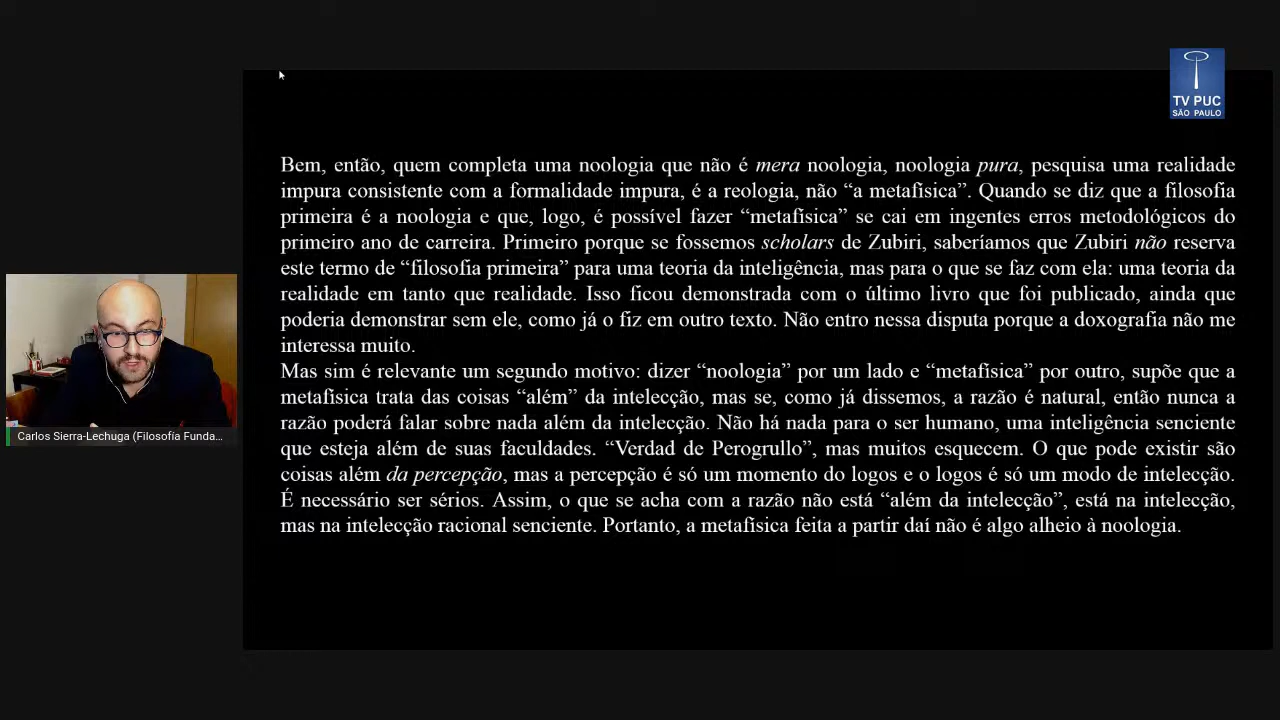 TV PUC
SÃO PAULO
Bem, então, quem completa uma noologia que não é mera noologia, noologia pura, pesquisa uma realidade
impura consistente com a formalidade impura, é a reologia, não “a metafísica”. Quando se diz que a filosofia
primeira é a noologia e que, logo, é possível fazer “metafísica” se cai em ingentes erros metodológicos do
primeiro ano de carreira. Primeiro porque se fossemos scholars de Zubiri, saberíamos que Zubiri não reserva
este termo de “filosofia primeira” para uma teoria da inteligência, mas para o que se faz com ela: uma teoria da
realidade em tanto que realidade. Isso ficou demonstrada com o último livro que foi publicado, ainda que
poderia demonstrar sem ele, como já o fiz em outro texto. Não entro nessa disputa porque a doxografia não me
interessa muito.
Mas sim é relevante um segundo motivo: dizer “noologia” por um lado e “metafísica” por outro, supõe que a
metafísica trata das coisas “além” da intelecção, mas se, como já dissemos, a razão é natural, então nunca a
razão poderá falar sobre nada além da intelecção. Não há nada para o ser humano, uma inteligência senciente
que esteja além de suas faculdades. “Verdad de Perogrullo”, mas muitos esquecem. O que pode existir são
coisas além da percepção, mas a percepção é só um momento do logos e o logos é só um modo de intelecção.
É necessário ser sérios. Assim, o que se acha com a razão não está “além da intelecção”, está na intelecção,
mas na intelecção racional senciente. Portanto, a metafísica feita a partir daí não é algo alheio à noologia.
Carlos Sierra-Lechuga (Filosofía Funda...